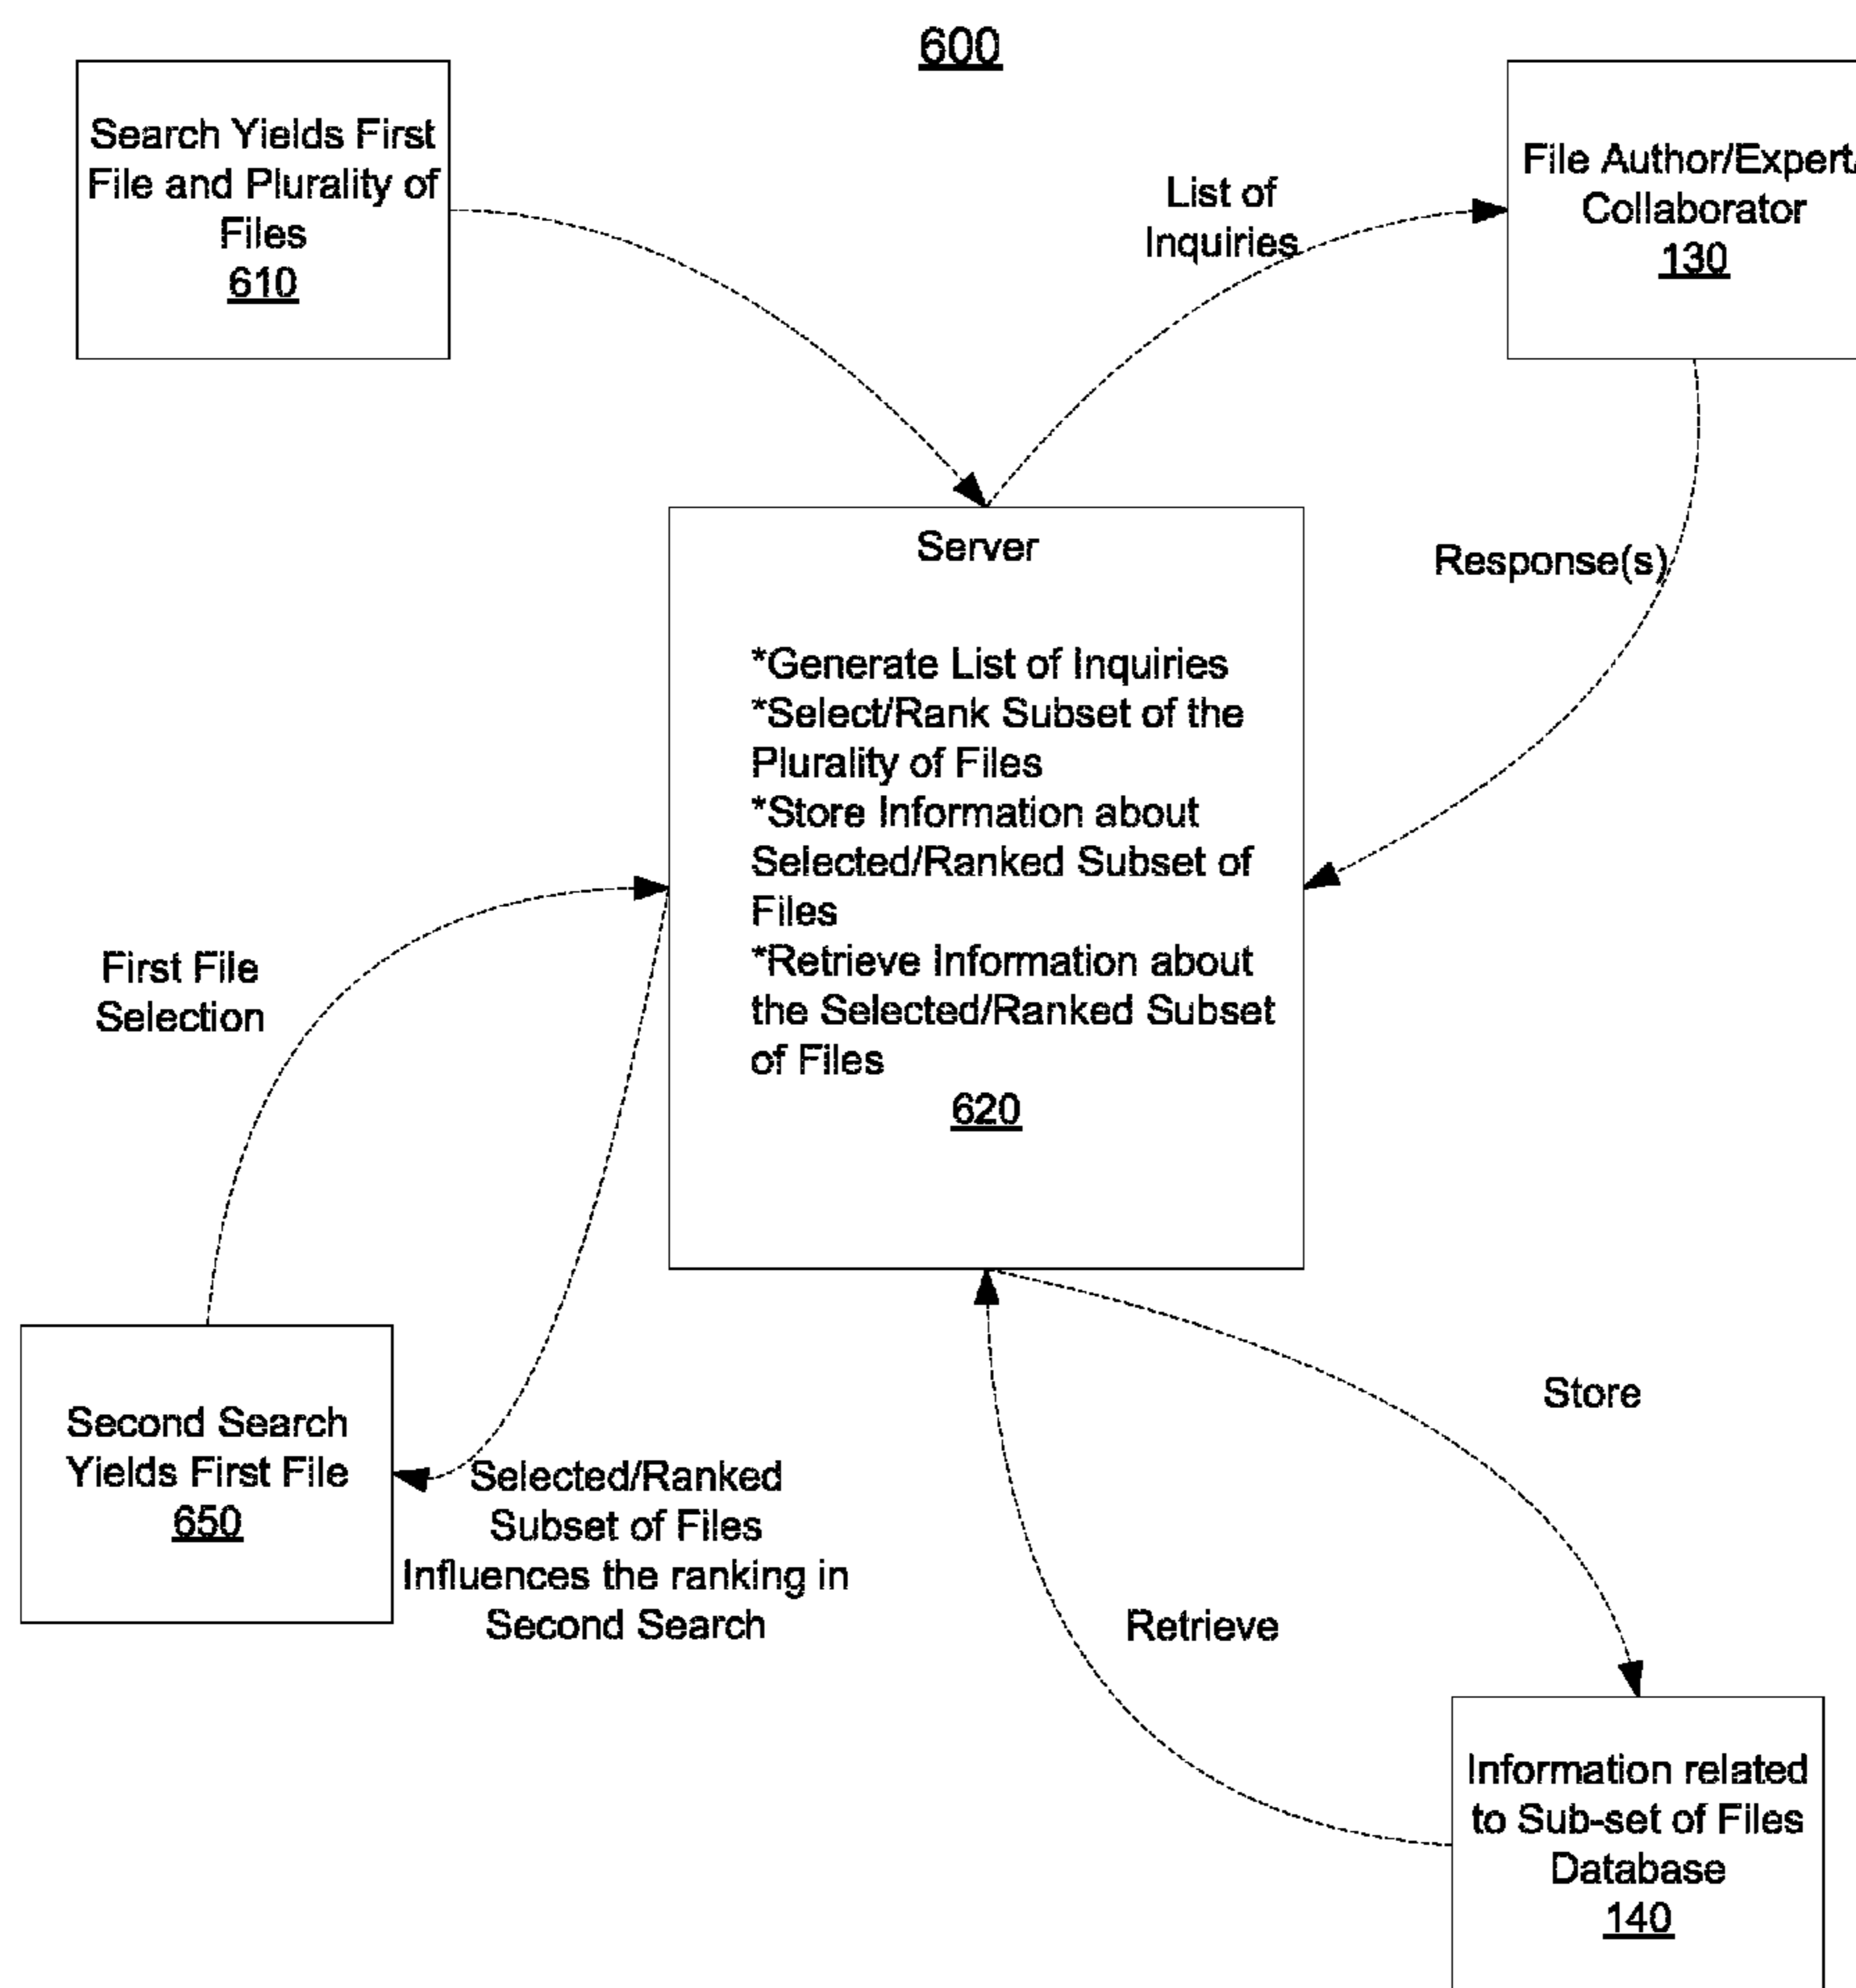 600
Search Yields First
File and Plurality of
Files
610
List of
Inquiries
File Author/Expert/
Collaborator
130
Server
*Generate List of Inquiries
*Select/Rank Subset of the
Plurality of Files
*Store Information about
Selected/Ranked Subset of
Files
*Retrieve Information about
the Selected/Ranked Subset
of Files
620
Response(s)
First File
Selection
Second Search
Yields First File
650
Selected/Ranked
Subset of Files
Influences the ranking in
Second Search
Store
Retrieve
Information related
to Sub-set of Files
Database
140